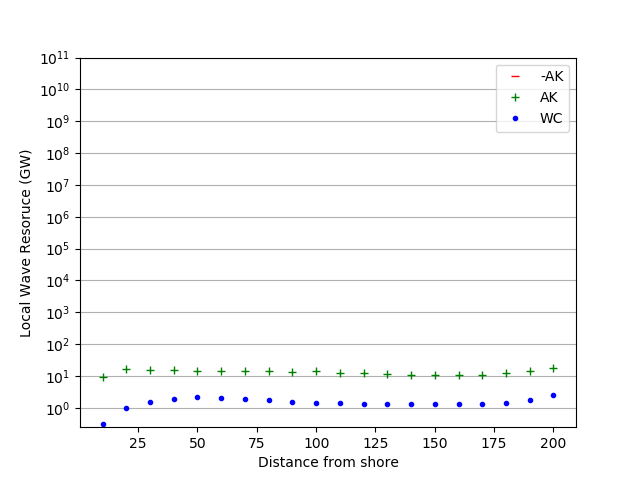 10¹¹
10¹⁰
10⁹
10⁸
10⁷
10⁶
10⁵
10⁴
10³
10²
10¹
10⁰
Local Wave Resoruce (GW)
-AK
AK
WC
25 50 75 100 125 150 175 200
Distance from shore